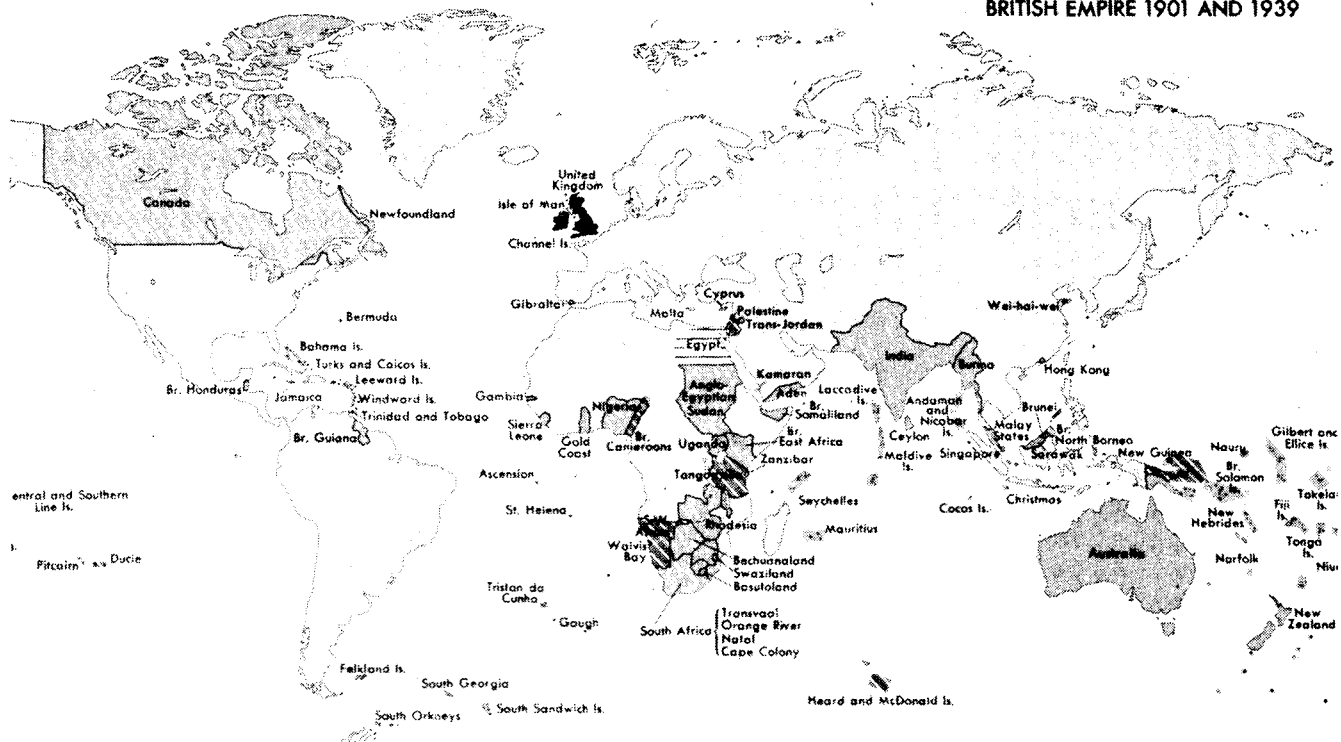 BRITISH EMPIRE 1901 AND 1939
Canada
Newfoundland
United
Kingdom
Isle of Man
Channel Is.
Gibraltar
Malta
Cyprus
Palestine
Trans-Jordan
Egypt
Wei-hai-wei
Bermuda
Bahama Is.
Turks and Caicos Is.
Leeward Is.
Br. Honduras
Jamaica
Windward Is.
Trinidad and Tobago
Br. Guiana
Gambia
Sierra
Leone
Gold
Coast
Nigeria
Br.
Cameroons
Anglo-
Egyptian
Sudan
Kamaran
Aden
Br.
Somaliland
Uganda
Br.
East Africa
Zanzibar
India
Burma
Hong Kong
Laccadive
Is.
Andaman
and
Nicobar
Is.
Ceylon
Maldive
Is.
Malay
States
Singapore
Brunei
Br.
North Borneo
Sarawak
New Guinea
Br.
Solomon
Is.
Gilbert and
Ellice Is.
Ascension
St. Helena
Seychelles
Mauritius
Cocos Is.
Christmas
New
Hebrides
Fiji
Is.
Tonga
Is.
Norfolk
entral and Southern
Line Is.
Pitcairn
Ducie
Walvis
Bay
Rhodesia
Bechuanaland
Swaziland
Basutoland
Australia
New
Zealand
Tristan da
Cunha
Gough
South Africa
Transvaal
Orange River
Natal
Cape Colony
Falkland Is.
South Georgia
South Orkneys
South Sandwich Is.
Heard and McDonald Is.